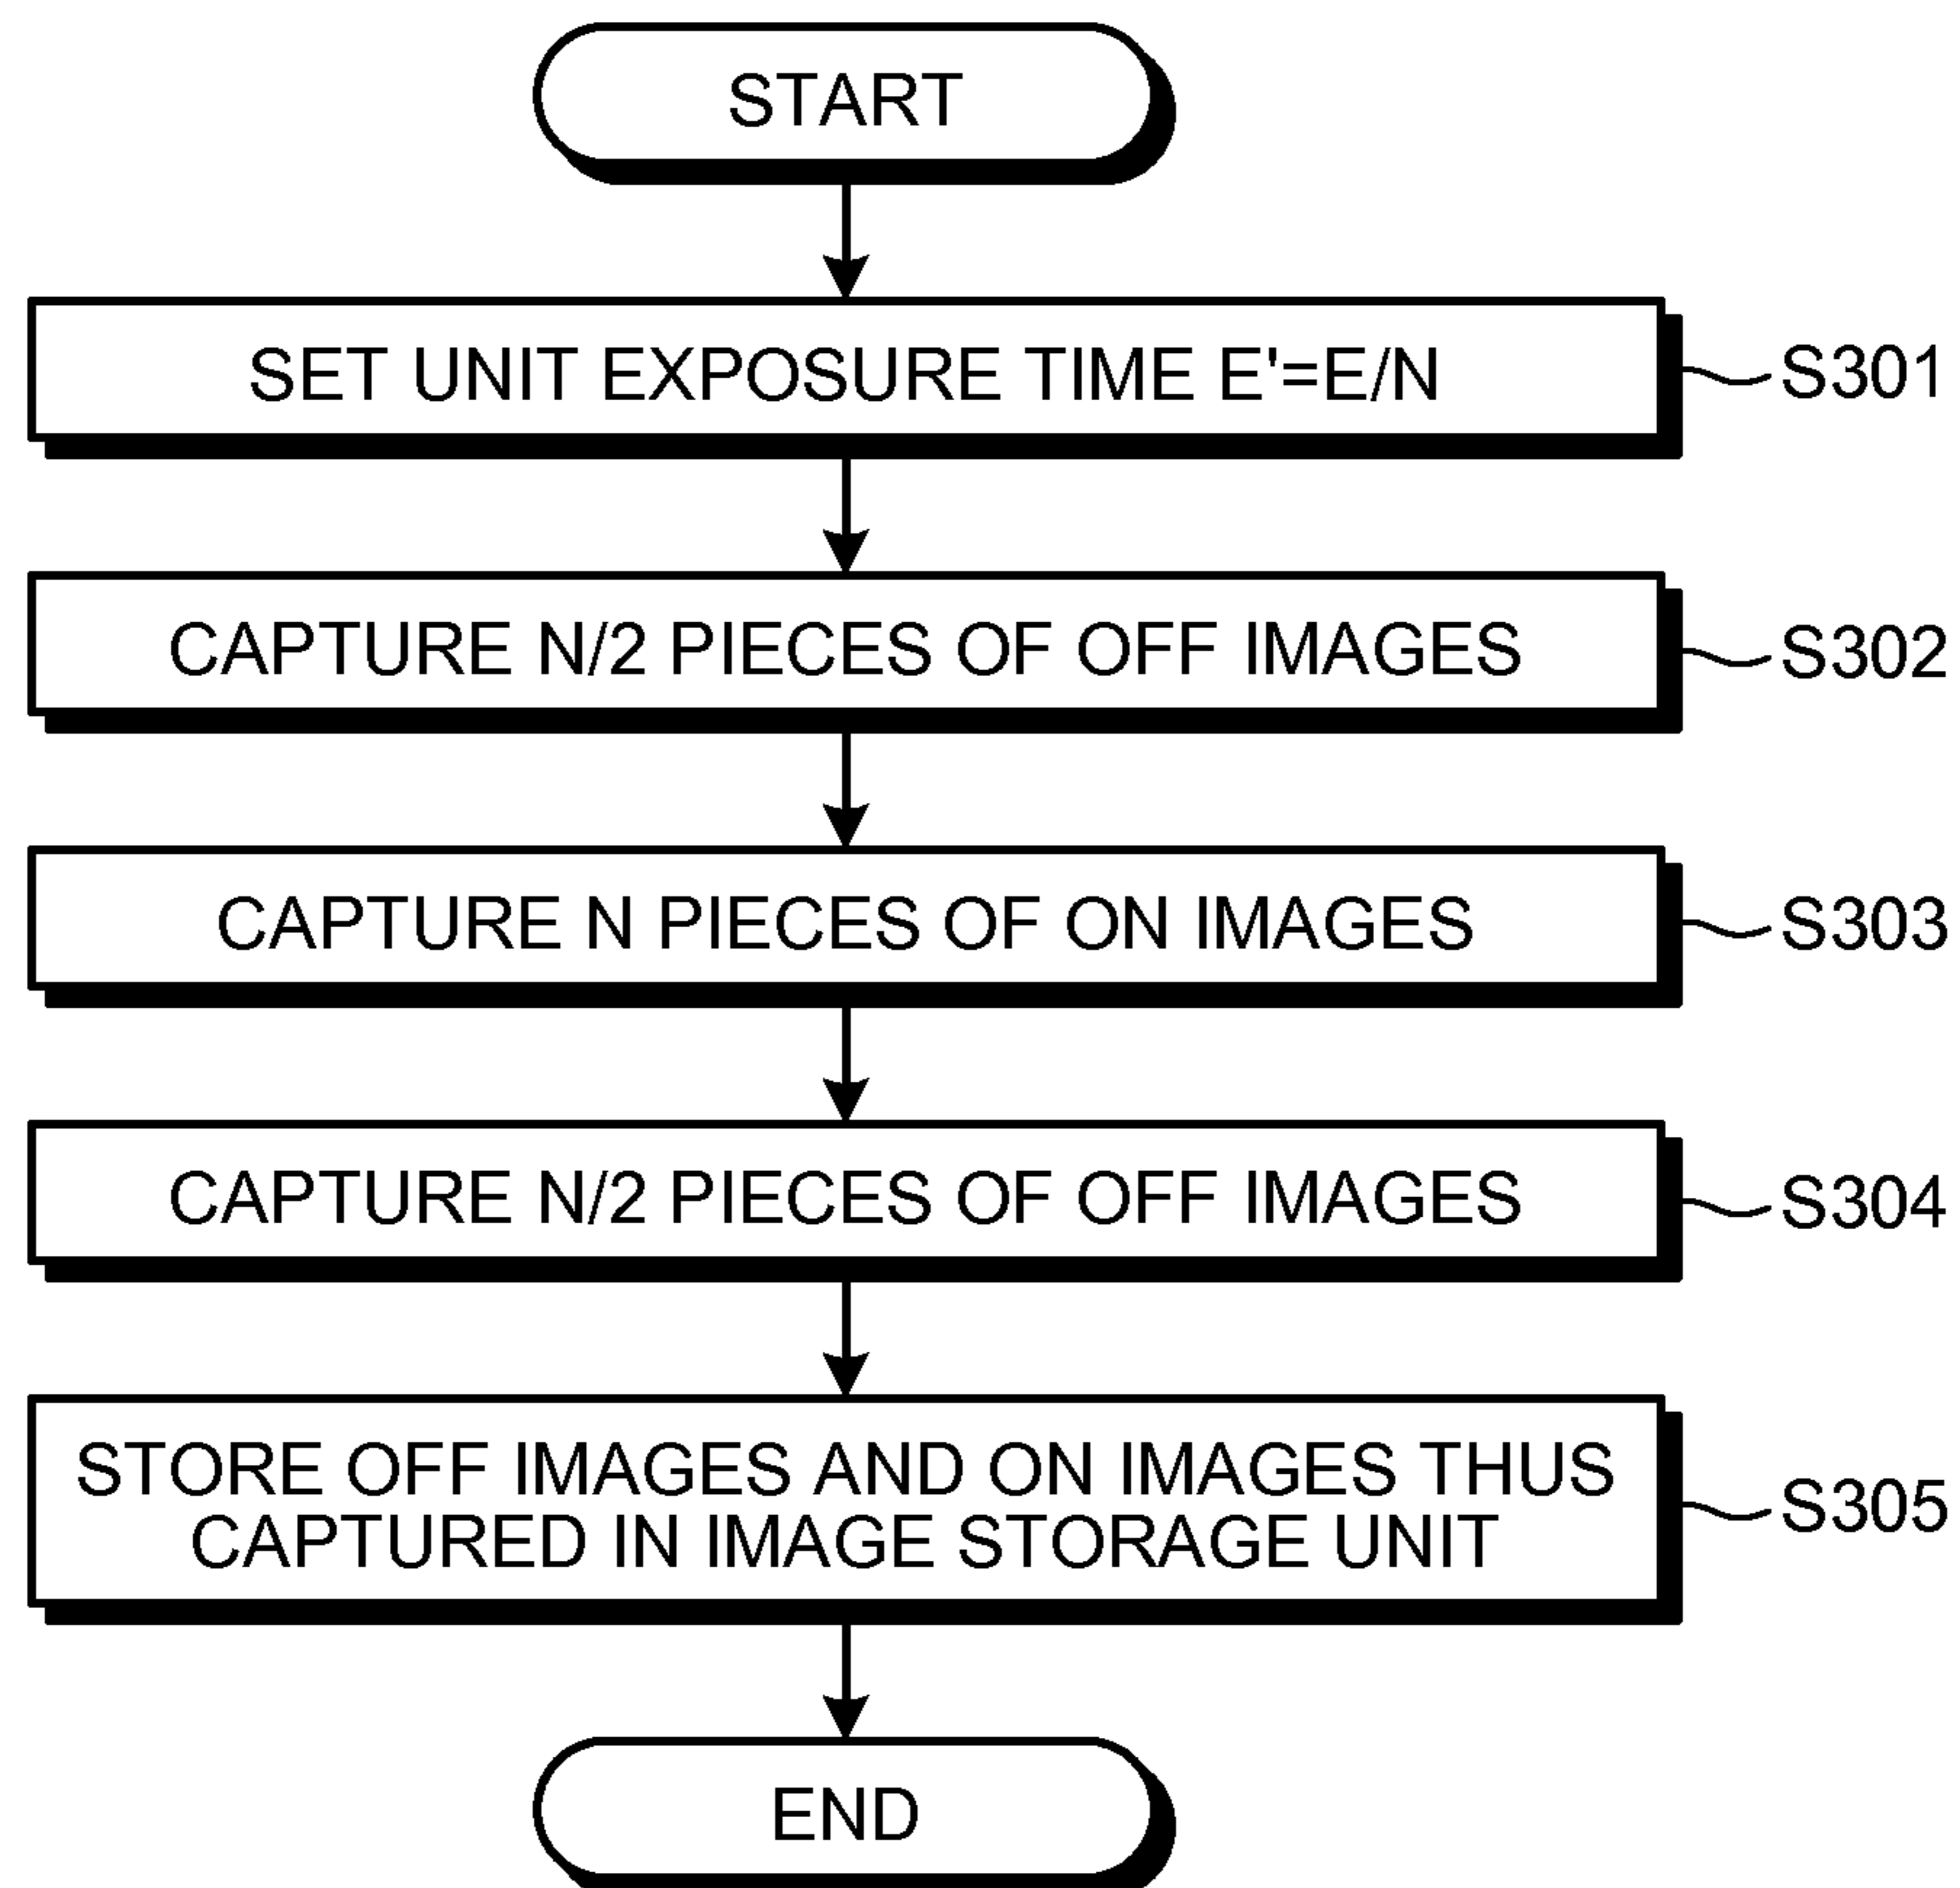 START
SET UNIT EXPOSURE TIME E'=E/N
S301
CAPTURE N/2 PIECES OF OFF IMAGES
S302
CAPTURE N PIECES OF ON IMAGES
S303
CAPTURE N/2 PIECES OF OFF IMAGES
S304
STORE OFF IMAGES AND ON IMAGES THUS
CAPTURED IN IMAGE STORAGE UNIT
S305
END